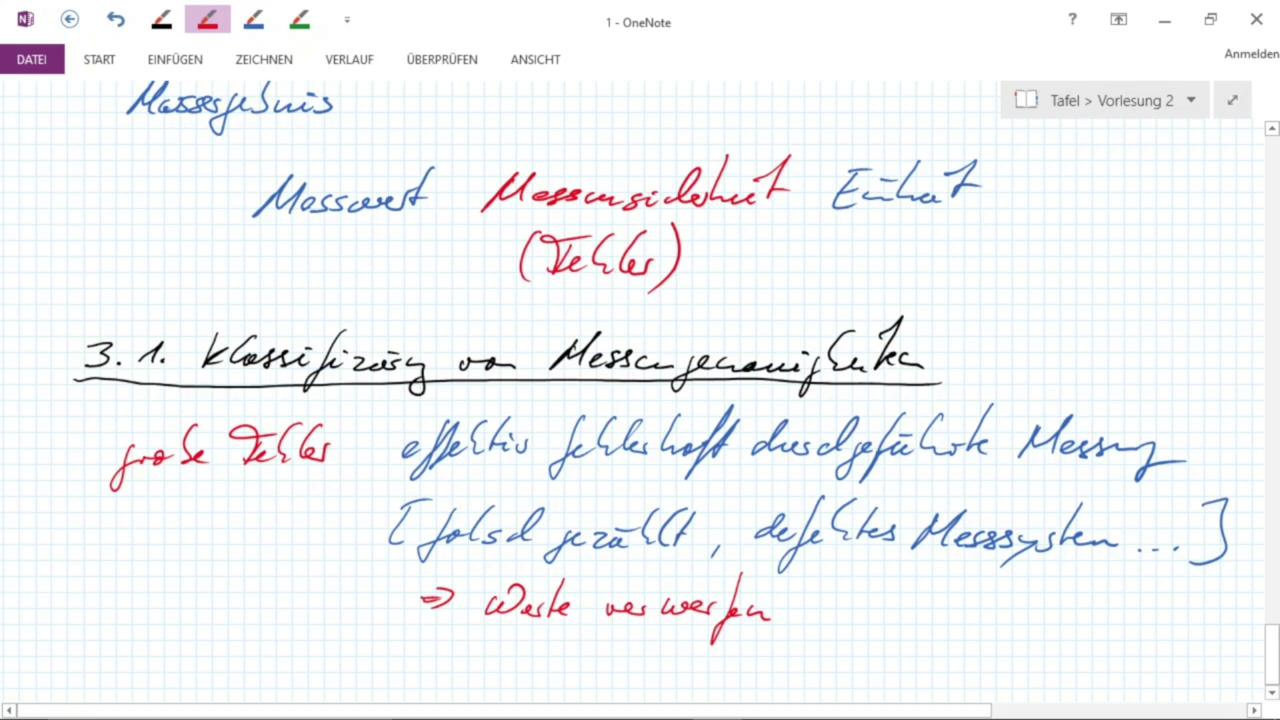 1 - OneNote
?
Anmelden
DATEI START EINFÜGEN ZEICHNEN VERLAUF ÜBERPRÜFEN ANSICHT
Tafel > Vorlesung 2
Messergebnis
Messwert Messunsicherheit Einheit
(Fehler)
3.1. Klassifizierung von Messungenauigkeiten
große Fehler effektiv fehlerhaft durchgeführte Messung
[falsch gezählt, defektes Messsystem ...]
⇒ Werte verwerfen